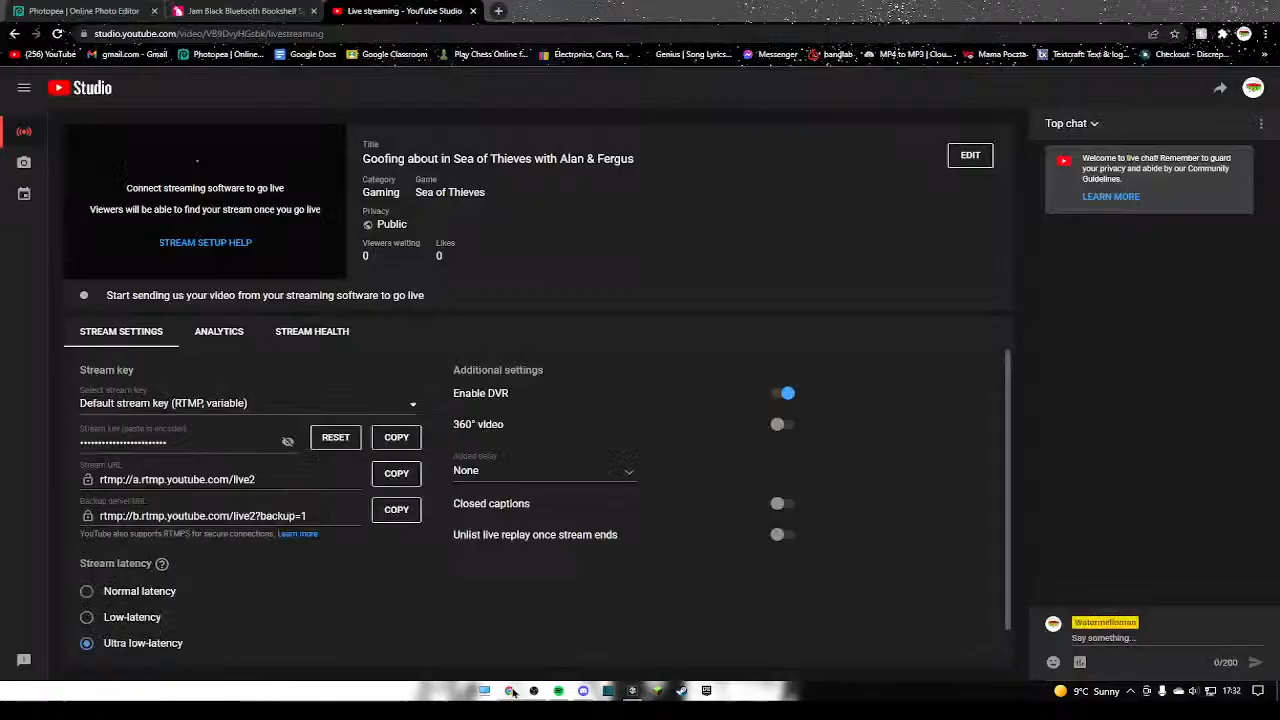 Photopea | Online Photo Editor
Jam Black Bluetooth Bookshelf S
Live streaming - YouTube Studio
studio.youtube.com/video/VB9DvyjHGsbk/livestreaming
(256) YouTube
gmail.com - Gmail
Photopea | Online...
Google Docs
Google Classroom
Play Chess Online f...
Electronics, Cars, Fa...
Genius | Song Lyrics...
Messenger
bandlab
MP4 to MP3 | Clou...
Mama Poczta
Textcraft Text & log...
Checkout - Discrep...
Studio
Title
Goofing about in Sea of Thieves with Alan & Fergus
EDIT
Category
Game
Gaming
Sea of Thieves
Privacy
Public
Viewers waiting
Likes
0
0
Connect streaming software to go live
Viewers will be able to find your stream once you go live
STREAM SETUP HELP
Start sending us your video from your streaming software to go live
STREAM SETTINGS
ANALYTICS
STREAM HEALTH
Stream key
Select stream key
Default stream key (RTMP, variable)
Stream key (paste in encoder)
RESET
COPY
Stream URL
rtmp://a.rtmp.youtube.com/live2
COPY
Backup server URL
rtmp://b.rtmp.youtube.com/live2?backup=1
COPY
YouTube also supports RTMPS for secure connections. Learn more
Stream latency
Normal latency
Low-latency
Ultra low-latency
Additional settings
Enable DVR
360° video
Added delay
None
Closed captions
Unlist live replay once stream ends
Top chat
Welcome to live chat! Remember to guard
your privacy and abide by our Community
Guidelines.
LEARN MORE
Watermelloman
Say something...
0/200
9°C Sunny
17:32